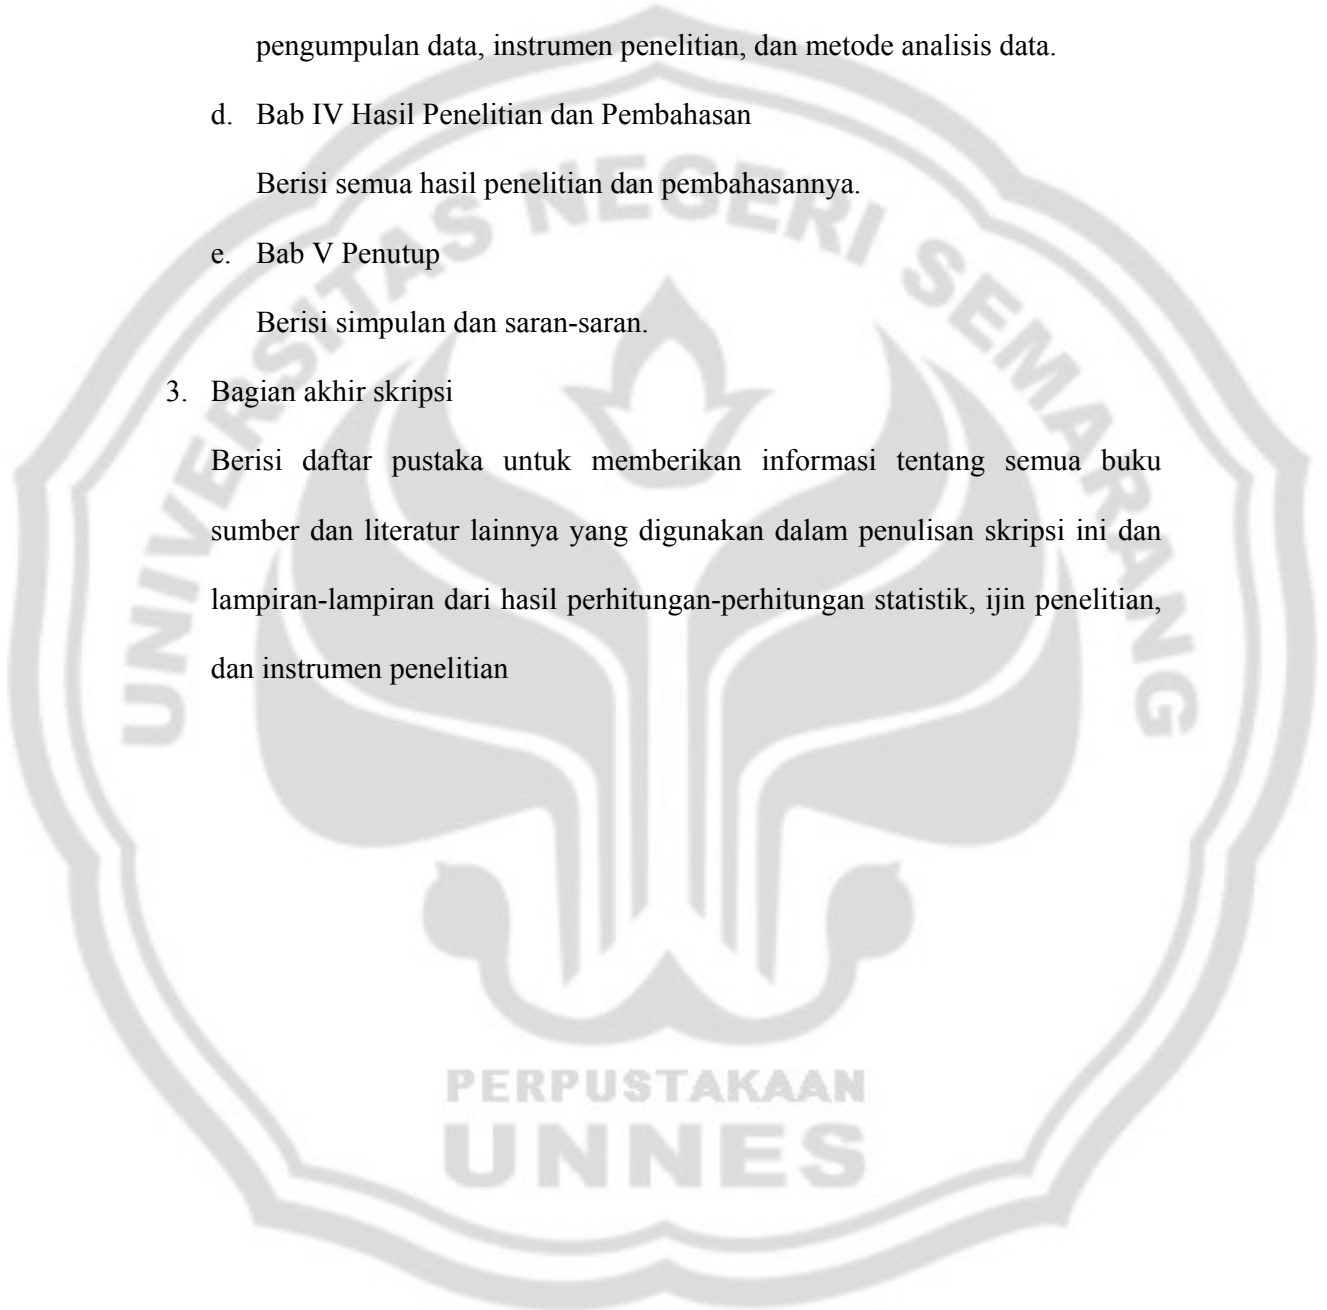 pengumpulan data, instrumen penelitian, dan metode analisis data.
d. Bab IV Hasil Penelitian dan Pembahasan
Berisi semua hasil penelitian dan pembahasannya.
e. Bab V Penutup
Berisi simpulan dan saran-saran.
3. Bagian akhir skripsi
Berisi daftar pustaka untuk memberikan informasi tentang semua buku
sumber dan literatur lainnya yang digunakan dalam penulisan skripsi ini dan
lampiran-lampiran dari hasil perhitungan-perhitungan statistik, ijin penelitian,
dan instrumen penelitian
UNIVERSITAS NEGERI SEMARANG
PERPUSTAKAAN
UNNES